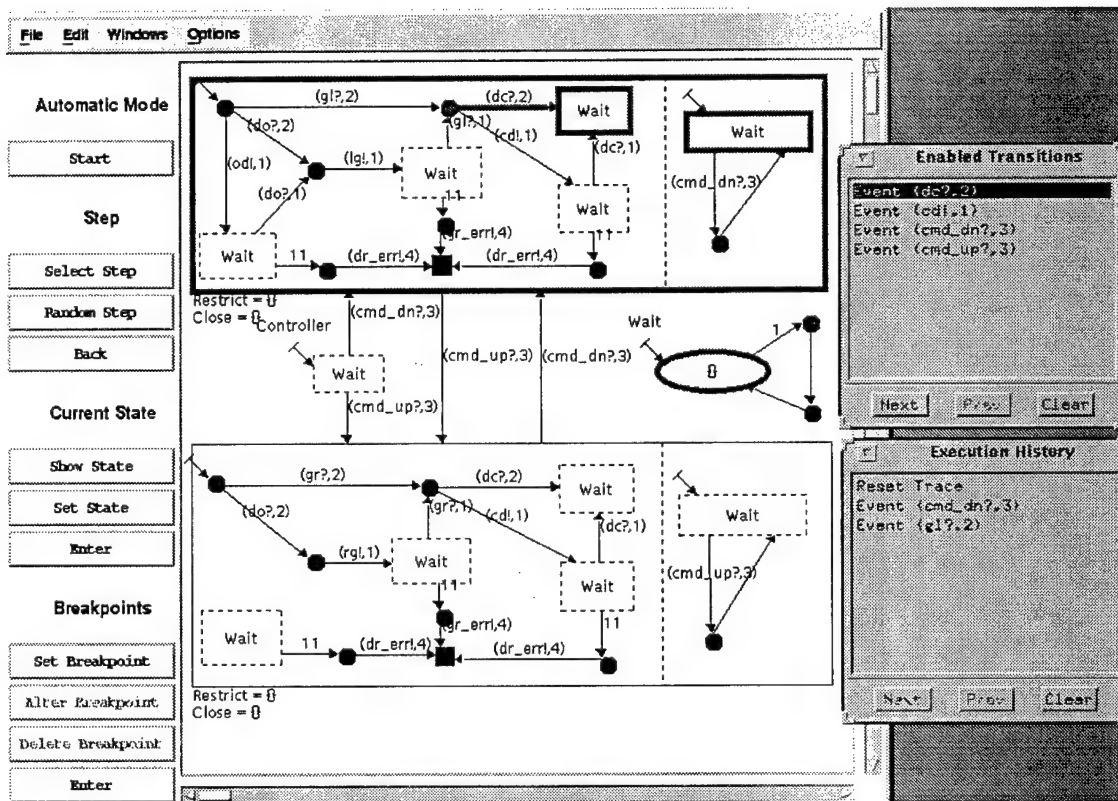 File Edit Windows Options
Automatic Mode
Start
Step
Select Step
Random Step
Back
Current State
Show State
Set State
Enter
Breakpoints
Set Breakpoint
Alter Breakpoint
Delete Breakpoint
Enter
(gl?,2)
(dc?,2)
Wait
(do?,2)
(gl?,1)
(cd!,1)
(dc?,1)
(od!,1)
(lg!,1)
Wait
(do?,1)
Wait
11
11
Wait
11
(gr_err!,4)
(dr_err!,4)
(dr_err!,4)
Wait
(cmd_dn?,3)
Restrict = {}
Close = {}
Controller
Wait
(cmd_dn?,3)
(cmd_up?,3)
(cmd_up?,3)
(cmd_dn?,3)
Wait
{}
1
(gr?,2)
(dc?,2)
Wait
(do?,2)
(gr?,1)
(cd!,1)
(dc?,1)
(rg!,1)
Wait
Wait
11
11
Wait
11
(gr_err!,4)
(dr_err!,4)
(dr_err!,4)
Wait
(cmd_up?,3)
Restrict = {}
Close = {}
Enabled Transitions
Event (dc?,2)
Event (cd!,1)
Event (cmd_dn?,3)
Event (cmd_up?,3)
Next Prev Clear
Execution History
Reset Trace
Event (cmd_dn?,3)
Event (gl?,2)
Next Prev Clear